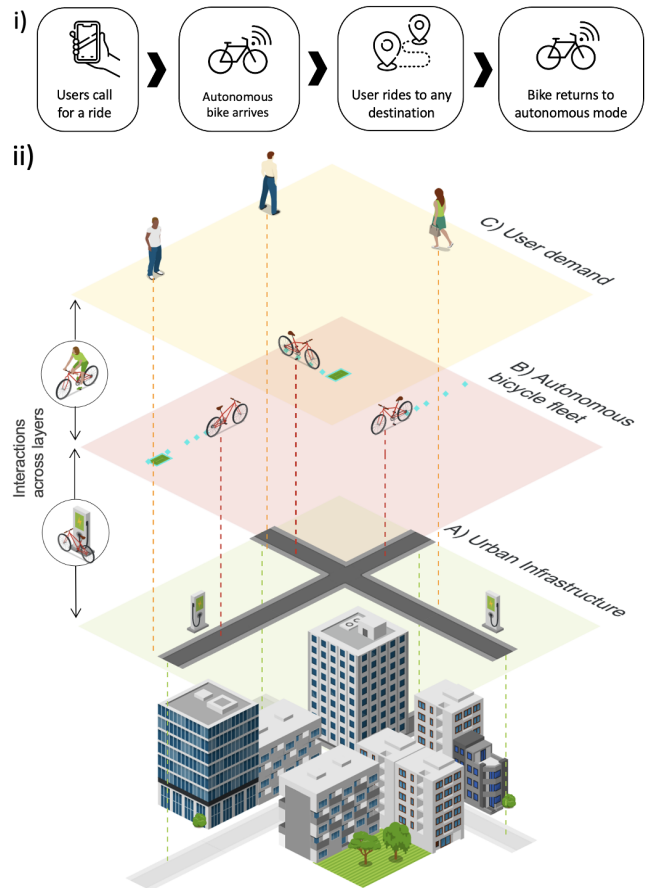 i)
Users call
for a ride
Autonomous
bike arrives
User rides to any
destination
Bike returns to
autonomous mode
ii)
C) User demand
B) Autonomous
bicycle fleet
A) Urban Infrastructure
Interactions
across layers